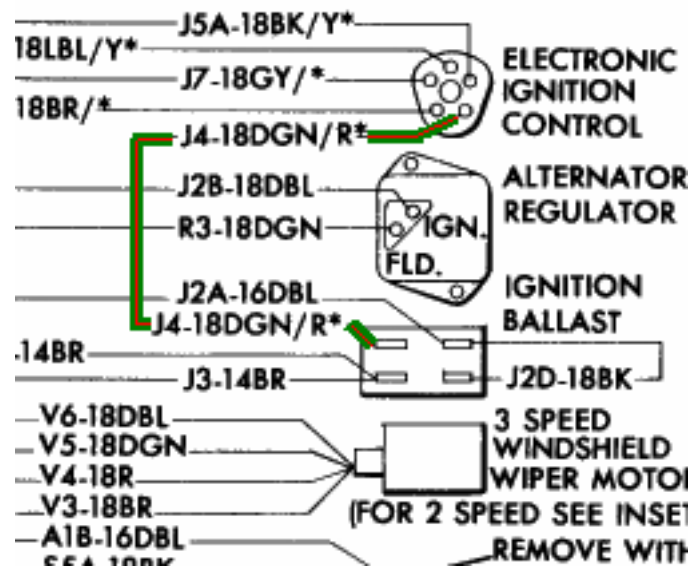 J5A-18BK/Y*
18LBL/Y*
J7-18GY/*
18BR/*
J4-18DGN/R*
ELECTRONIC
IGNITION
CONTROL
J2B-18DBL
R3-18DGN
IGN.
FLD.
ALTERNATOR
REGULATOR
J2A-16DBL
J4-18DGN/R*
IGNITION
BALLAST
-14BR
J3-14BR
J2D-18BK
V6-18DBL
V5-18DGN
V4-18R
V3-18BR
3 SPEED
WINDSHIELD
WIPER MOTOR
(FOR 2 SPEED SEE INSET
A1B-16DBL
REMOVE WITH